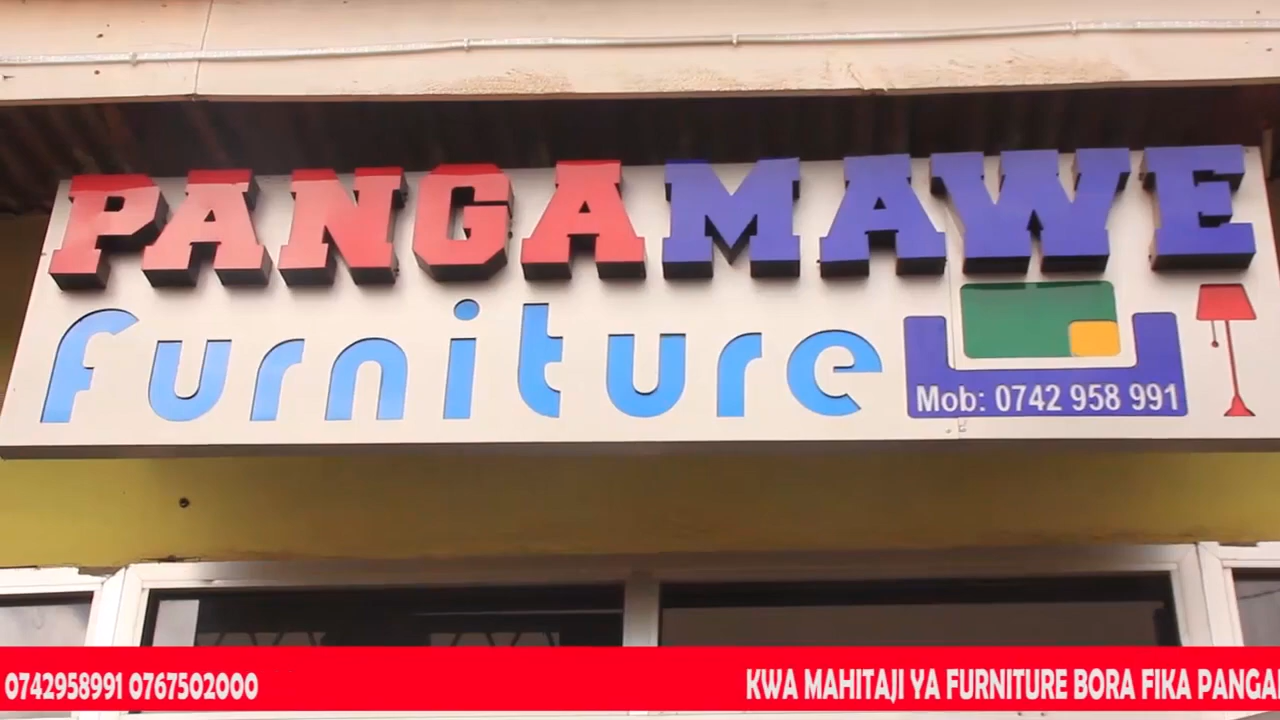 PANGAMAWE
furniture
Mob: 0742 958 991
0742958991 0767502000
KWA MAHITAJI YA FURNITURE BORA FIKA